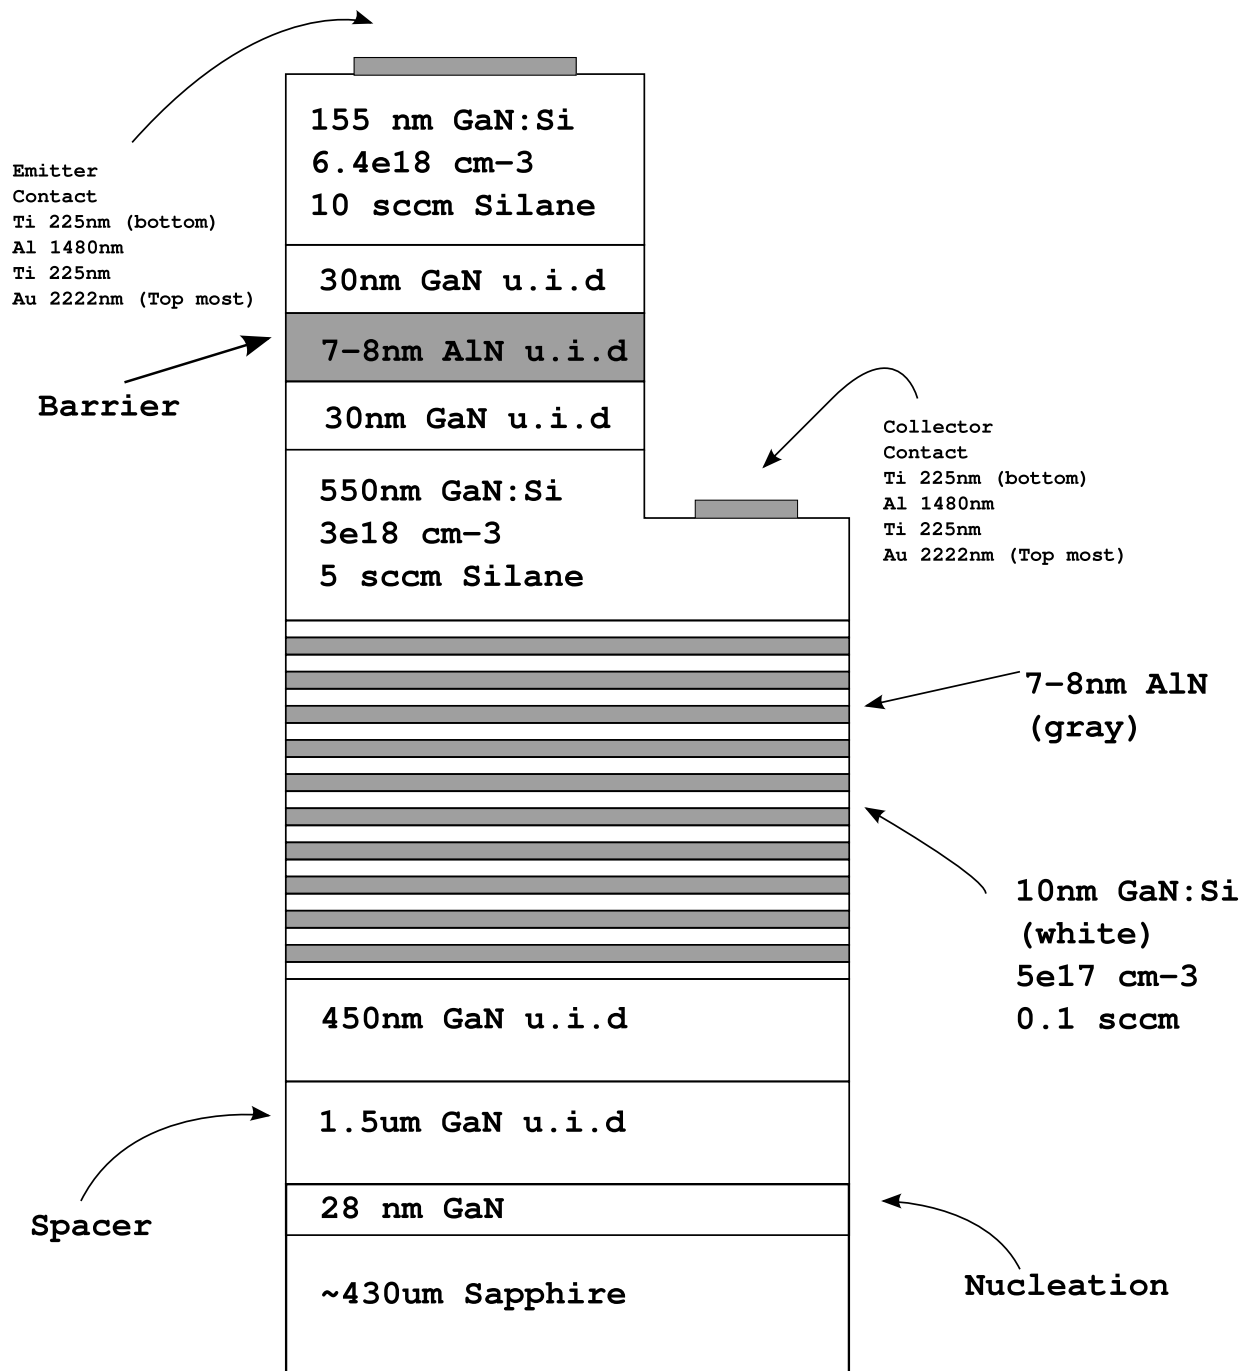 155 nm GaN:Si
6.4e18 cm-3
10 sccm Silane
Emitter
Contact
Ti 225nm (bottom)
Al 1480nm
Ti 225nm
Au 2222nm (Top most)
30nm GaN u.i.d
7-8nm AlN u.i.d
Barrier
30nm GaN u.i.d
Collector
Contact
Ti 225nm (bottom)
Al 1480nm
Ti 225nm
Au 2222nm (Top most)
550nm GaN:Si
3e18 cm-3
5 sccm Silane
7-8nm AlN
(gray)
10nm GaN:Si
(white)
5e17 cm-3
0.1 sccm
450nm GaN u.i.d
1.5um GaN u.i.d
Spacer
28 nm GaN
Nucleation
~430um Sapphire